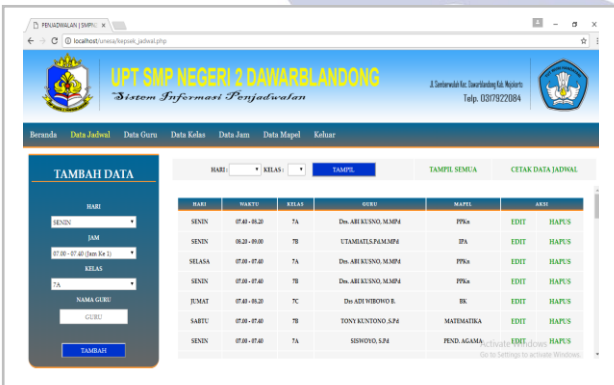 PENJADWALAN | SMPN
localhost/unesa/kepsek_jadwal.php
UPT SMP NEGERI 2 DAWARBLANDONG
Sistem Informasi Penjadwalan
Telp. 0317922084
Beranda Data Jadwal Data Guru Data Kelas Data Jam Data Mapel Keluar
TAMBAH DATA
HARI
SENIN
JAM
07.00 - 07.40 (Jam Ke 1)
KELAS
7A
NAMA GURU
GURU
TAMBAH
HARI : KELAS : TAMPIL TAMPIL SEMUA CETAK DATA JADWAL
HARI WAKTU KELAS GURU MAPEL AKSI
SENIN 07.40 - 08.20 7A Drs. ARI KUSNO, M.MPd PPKn EDIT HAPUS
SENIN 08.20 - 09.00 7B UTAMIATI,S.Pd,M.MPd IPA EDIT HAPUS
SELASA 07.00 - 07.40 7A Drs. ARI KUSNO, M.MPd PPKn EDIT HAPUS
SENIN 07.00 - 07.40 7B Drs. ARI KUSNO, M.MPd PPKn EDIT HAPUS
JUMAT 07.40 - 08.20 7C Drs ADI WIBOWO B. BK EDIT HAPUS
SABTU 07.00 - 07.40 7B TONY KUNTONO ,S.Pd MATEMATIKA EDIT HAPUS
SENIN 07.00 - 07.40 7A SISWOYO, S.Pd PEND. AGAMA EDIT HAPUS
Activate Windows
Go to Settings to activate Windows.